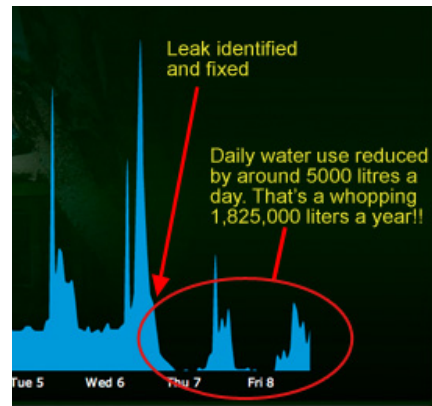 Leak identified
and fixed
Daily water use reduced
by around 5000 litres a
day. That's a whopping
1,825,000 liters a year!!
Tue 5 Wed 6 Thu 7 Fri 8